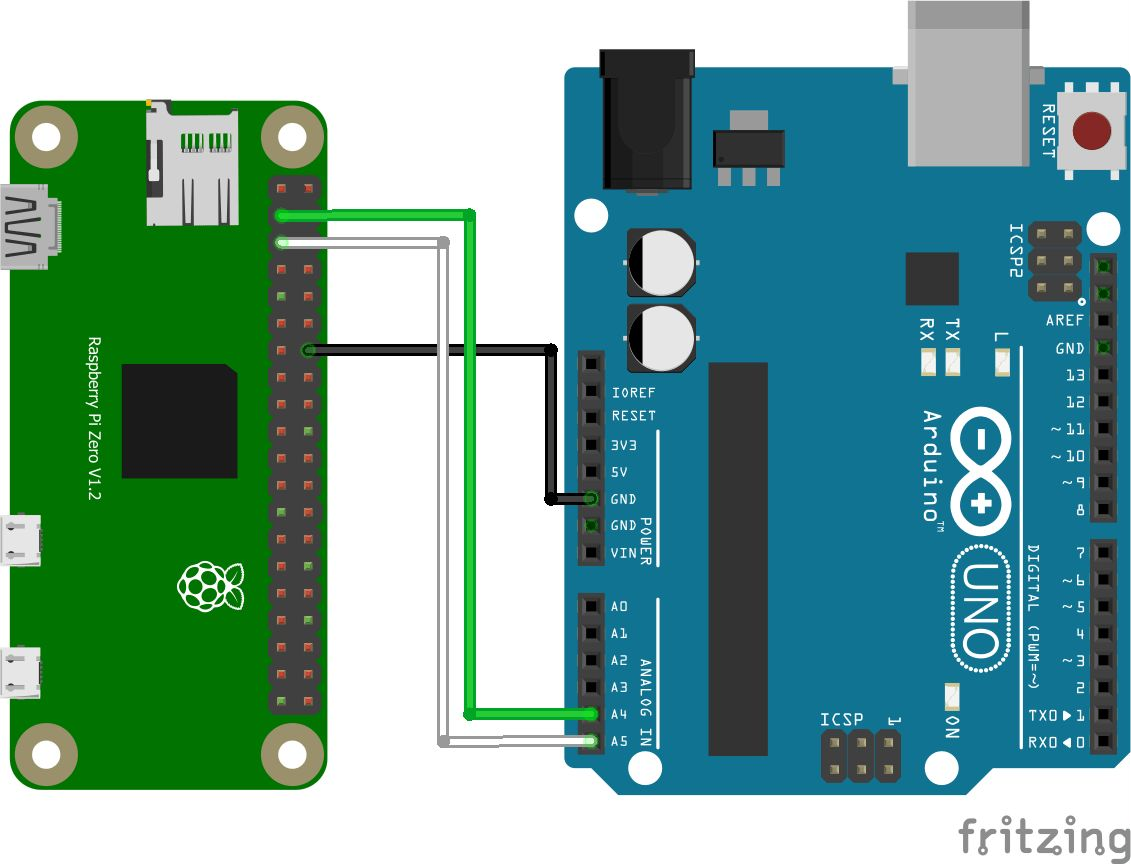 Raspberry Pi Zero V1.2
RESET
ICSP2
IOREF
RESET
3V3
5V
GND
GND
VIN
POWER
A0
A1
A2
A3
A4
A5
ANALOG IN
RX
TX
L
Arduino™
UNO
ON
ICSP
1
AREF
GND
13
12
~11
~10
~9
8
7
~6
~5
4
~3
2
TX0▶1
RX0◀0
DIGITAL (PWM=~)
fritzing